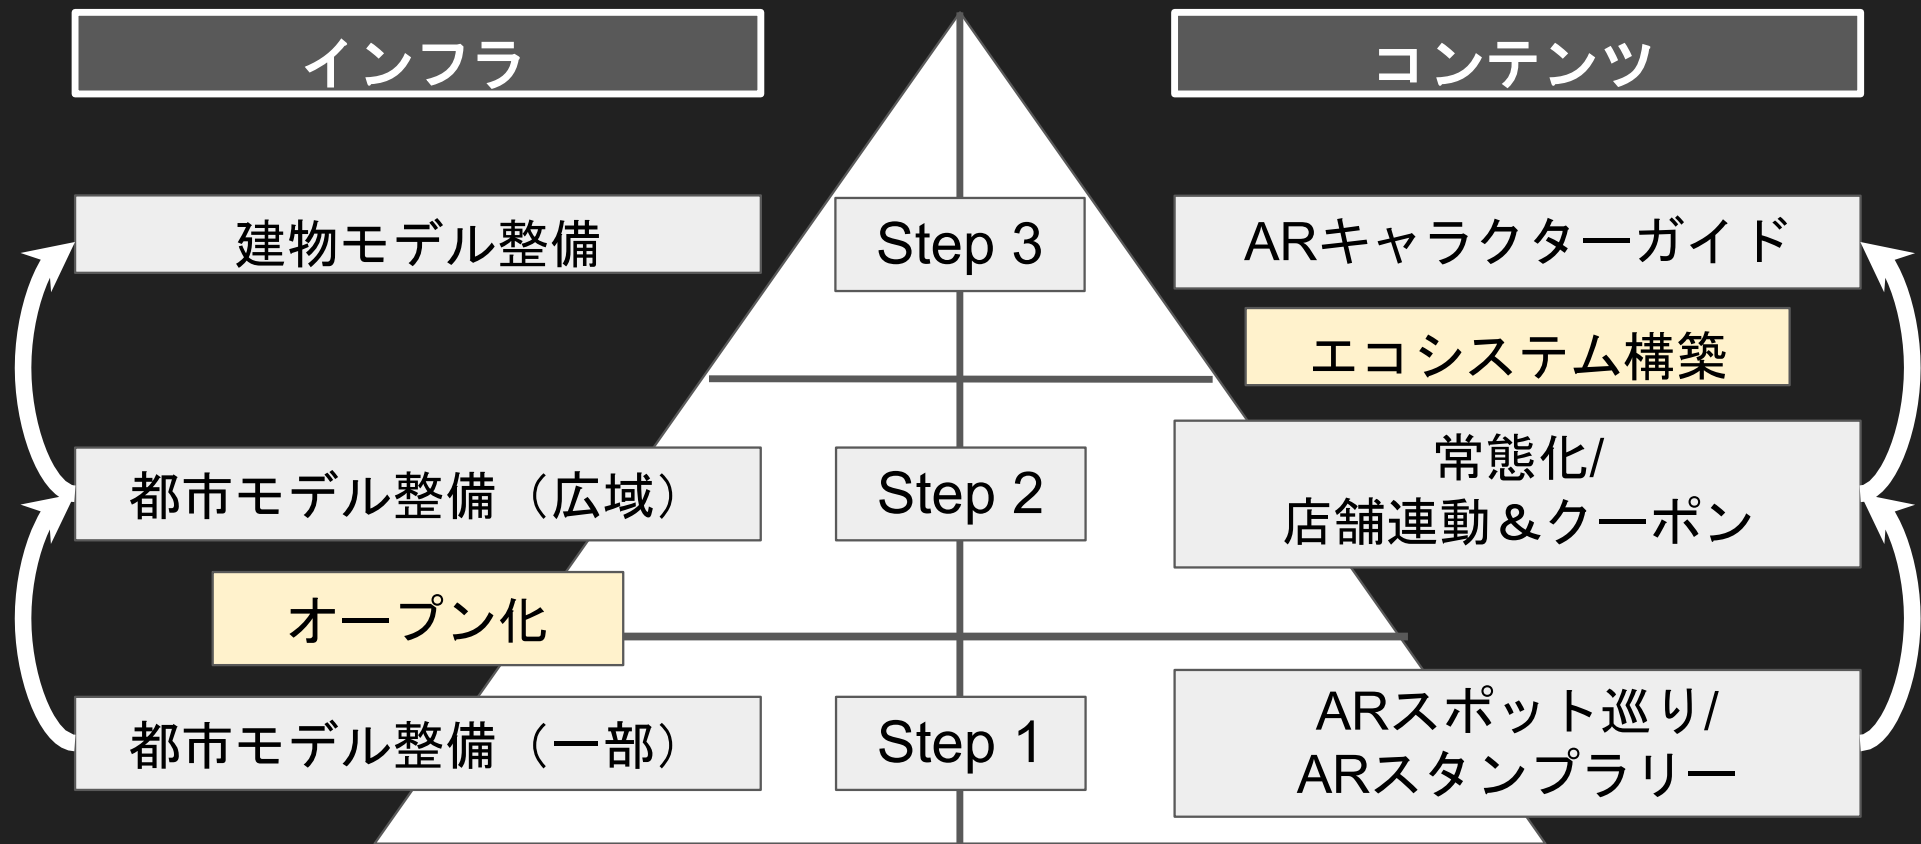 インフラ
コンテンツ
建物モデル整備
Step 3
ARキャラクターガイド
エコシステム構築
都市モデル整備（広域）
Step 2
常態化/
店舗連動＆クーポン
オープン化
都市モデル整備（一部）
Step 1
ARスポット巡り/
ARスタンプラリー